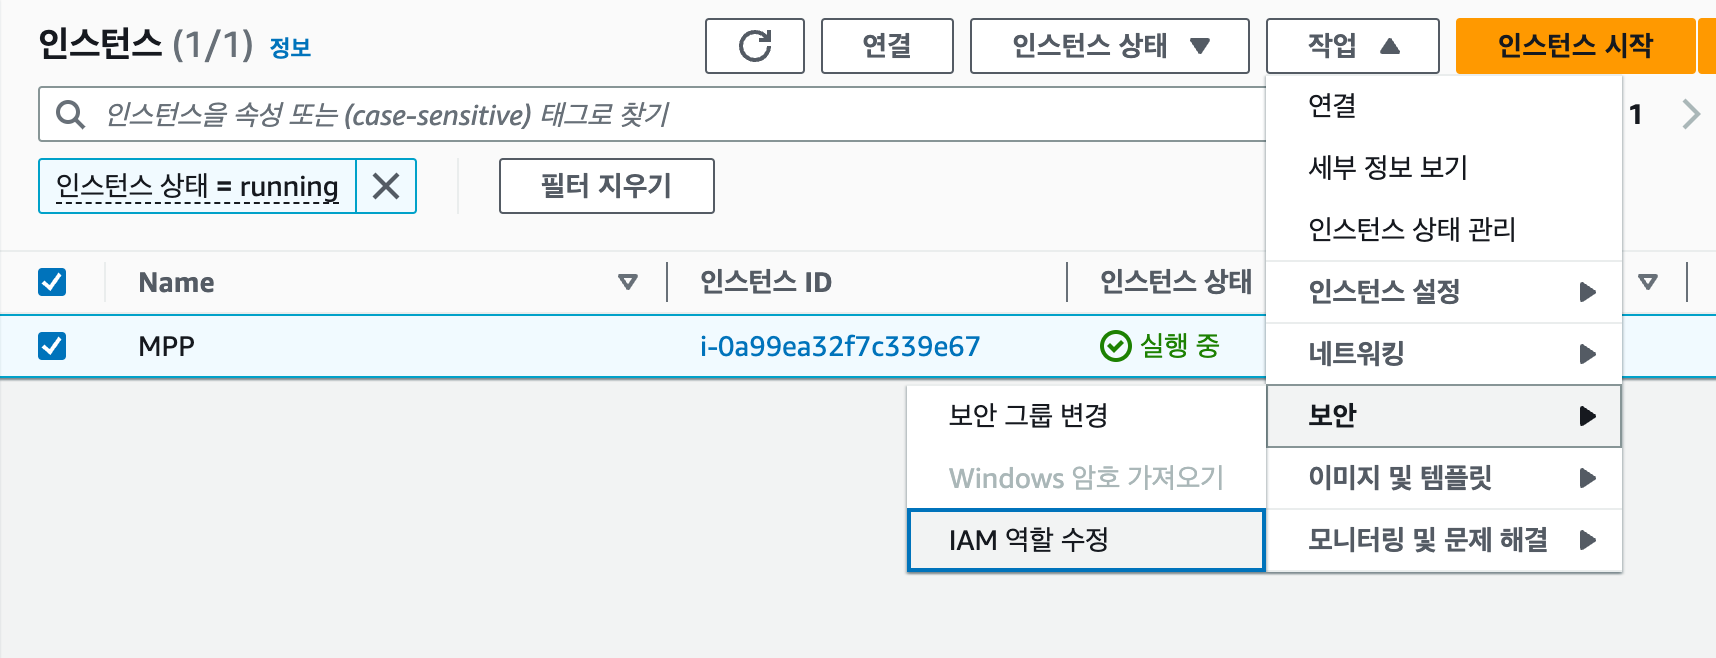 인스턴스 (1/1) 정보 연결 인스턴스 상태 작업 인스턴스 시작
인스턴스을 속성 또는 (case-sensitive) 태그로 찾기 1
인스턴스 상태 = running 필터 지우기
Name 인스턴스 ID 인스턴스 상태
MPP i-0a99ea32f7c339e67 실행 중
연결
세부 정보 보기
인스턴스 상태 관리
인스턴스 설정
네트워킹
보안
이미지 및 템플릿
모니터링 및 문제 해결
보안 그룹 변경
Windows 암호 가져오기
IAM 역할 수정